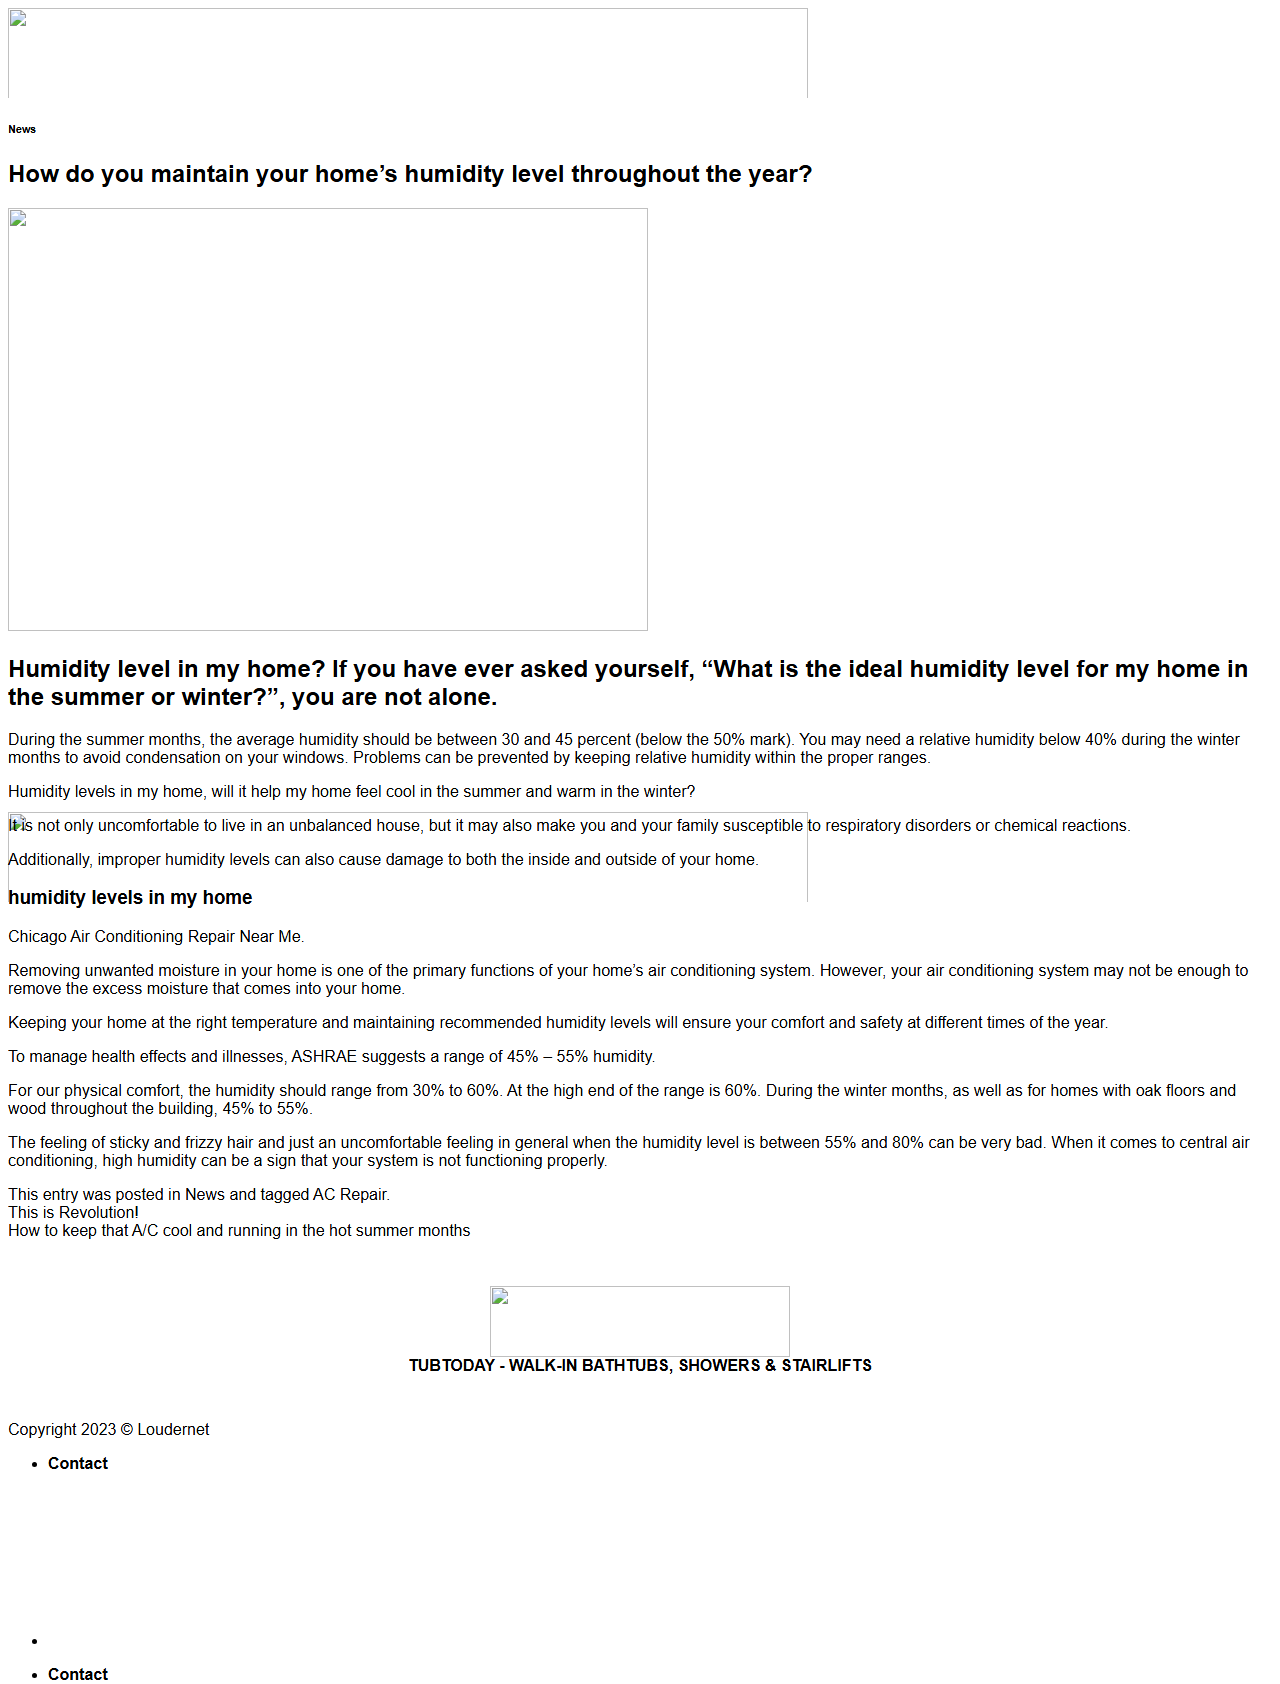 News
How do you maintain your home’s humidity level throughout the year?
Humidity level in my home? If you have ever asked yourself, “What is the ideal humidity level for my home in
the summer or winter?”, you are not alone.
During the summer months, the average humidity should be between 30 and 45 percent (below the 50% mark). You may need a relative humidity below 40% during the winter
months to avoid condensation on your windows. Problems can be prevented by keeping relative humidity within the proper ranges.
Humidity levels in my home, will it help my home feel cool in the summer and warm in the winter?
It is not only uncomfortable to live in an unbalanced house, but it may also make you and your family susceptible to respiratory disorders or chemical reactions.
Additionally, improper humidity levels can also cause damage to both the inside and outside of your home.
humidity levels in my home
Chicago Air Conditioning Repair Near Me.
Removing unwanted moisture in your home is one of the primary functions of your home’s air conditioning system. However, your air conditioning system may not be enough to
remove the excess moisture that comes into your home.
Keeping your home at the right temperature and maintaining recommended humidity levels will ensure your comfort and safety at different times of the year.
To manage health effects and illnesses, ASHRAE suggests a range of 45% – 55% humidity.
For our physical comfort, the humidity should range from 30% to 60%. At the high end of the range is 60%. During the winter months, as well as for homes with oak floors and
wood throughout the building, 45% to 55%.
The feeling of sticky and frizzy hair and just an uncomfortable feeling in general when the humidity level is between 55% and 80% can be very bad. When it comes to central air
conditioning, high humidity can be a sign that your system is not functioning properly.
This entry was posted in News and tagged AC Repair.
This is Revolution!
How to keep that A/C cool and running in the hot summer months
TUBTODAY - WALK-IN BATHTUBS, SHOWERS & STAIRLIFTS
Copyright 2023 © Loudernet
Contact
Contact